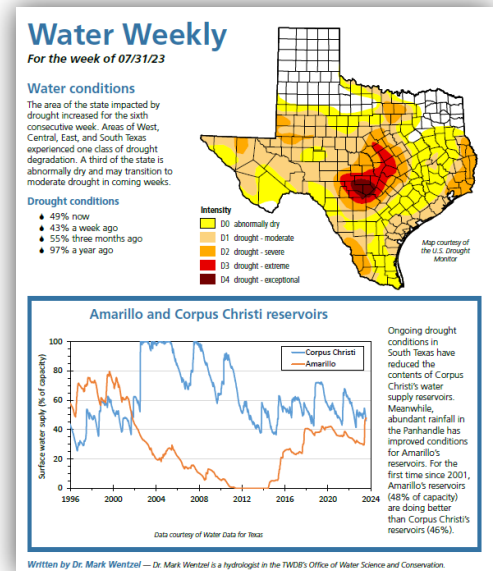 Water Weekly
For the week of 07/31/23
Water conditions
The area of the state impacted by
drought increased for the sixth
consecutive week. Areas of West,
Central, East, and South Texas
experienced one class of drought
degradation. A third of the state is
abnormally dry and may transition to
moderate drought in coming weeks.
Drought conditions
49% now
43% a week ago
55% three months ago
97% a year ago
Intensity
D0 abnormally dry
D1 drought - moderate
D2 drought - severe
D3 drought - extreme
D4 drought - exceptional
Map courtesy of
the U.S. Drought
Monitor
Amarillo and Corpus Christi reservoirs
Surface water suply (% of capacity)
100
80
60
40
20
0
1996
2000
2004
2008
2012
2016
2020
2024
Corpus Christi
Amarillo
Data courtesy of Water Data for Texas
Ongoing drought
conditions in
South Texas have
reduced the
contents of Corpus
Christi's water
supply reservoirs.
Meanwhile,
abundant rainfall in
the Panhandle has
improved conditions
for Amarillo's
reservoirs. For the
first time since 2001,
Amarillo's reservoirs
(48% of capacity)
are doing better
than Corpus Christi's
reservoirs (46%).
Written by Dr. Mark Wentzel — Dr. Mark Wentzel is a hydrologist in the TWDB's Office of Water Science and Conservation.